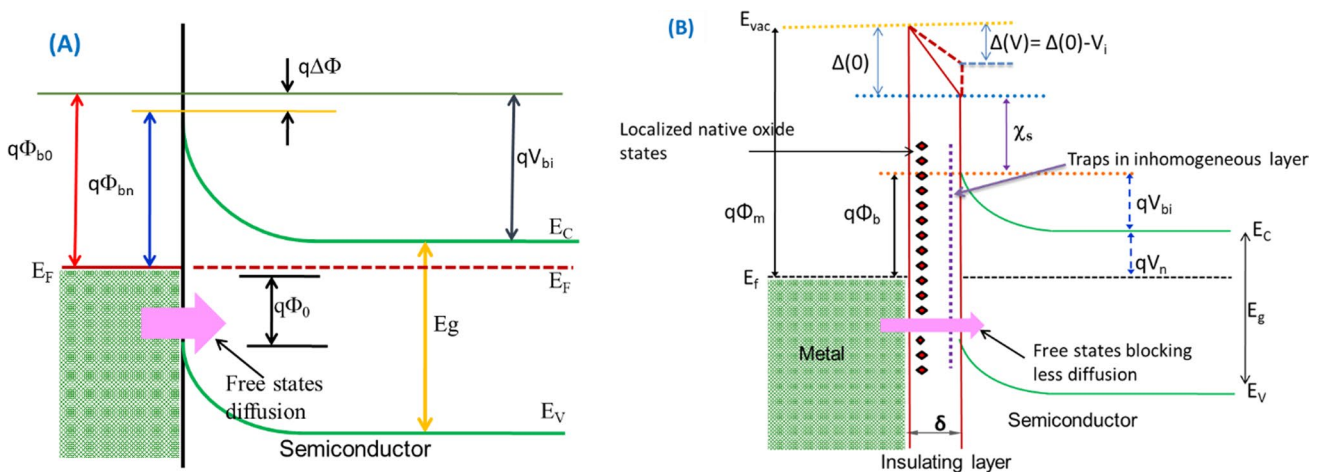 (A)
qΔΦ
qΦb0
qΦbn
qVbi
EC
EF
EF
qΦ0
Eg
Free states
diffusion
EV
Semiconductor
(B)
Evac
Δ(0)
Δ(V)= Δ(0)-Vi
Localized native oxide
states
χs
Traps in inhomogeneous layer
qΦm
qΦb
qVbi
EC
qVn
Ef
Eg
Metal
Free states blocking
less diffusion
EV
Semiconductor
δ
Insulating layer